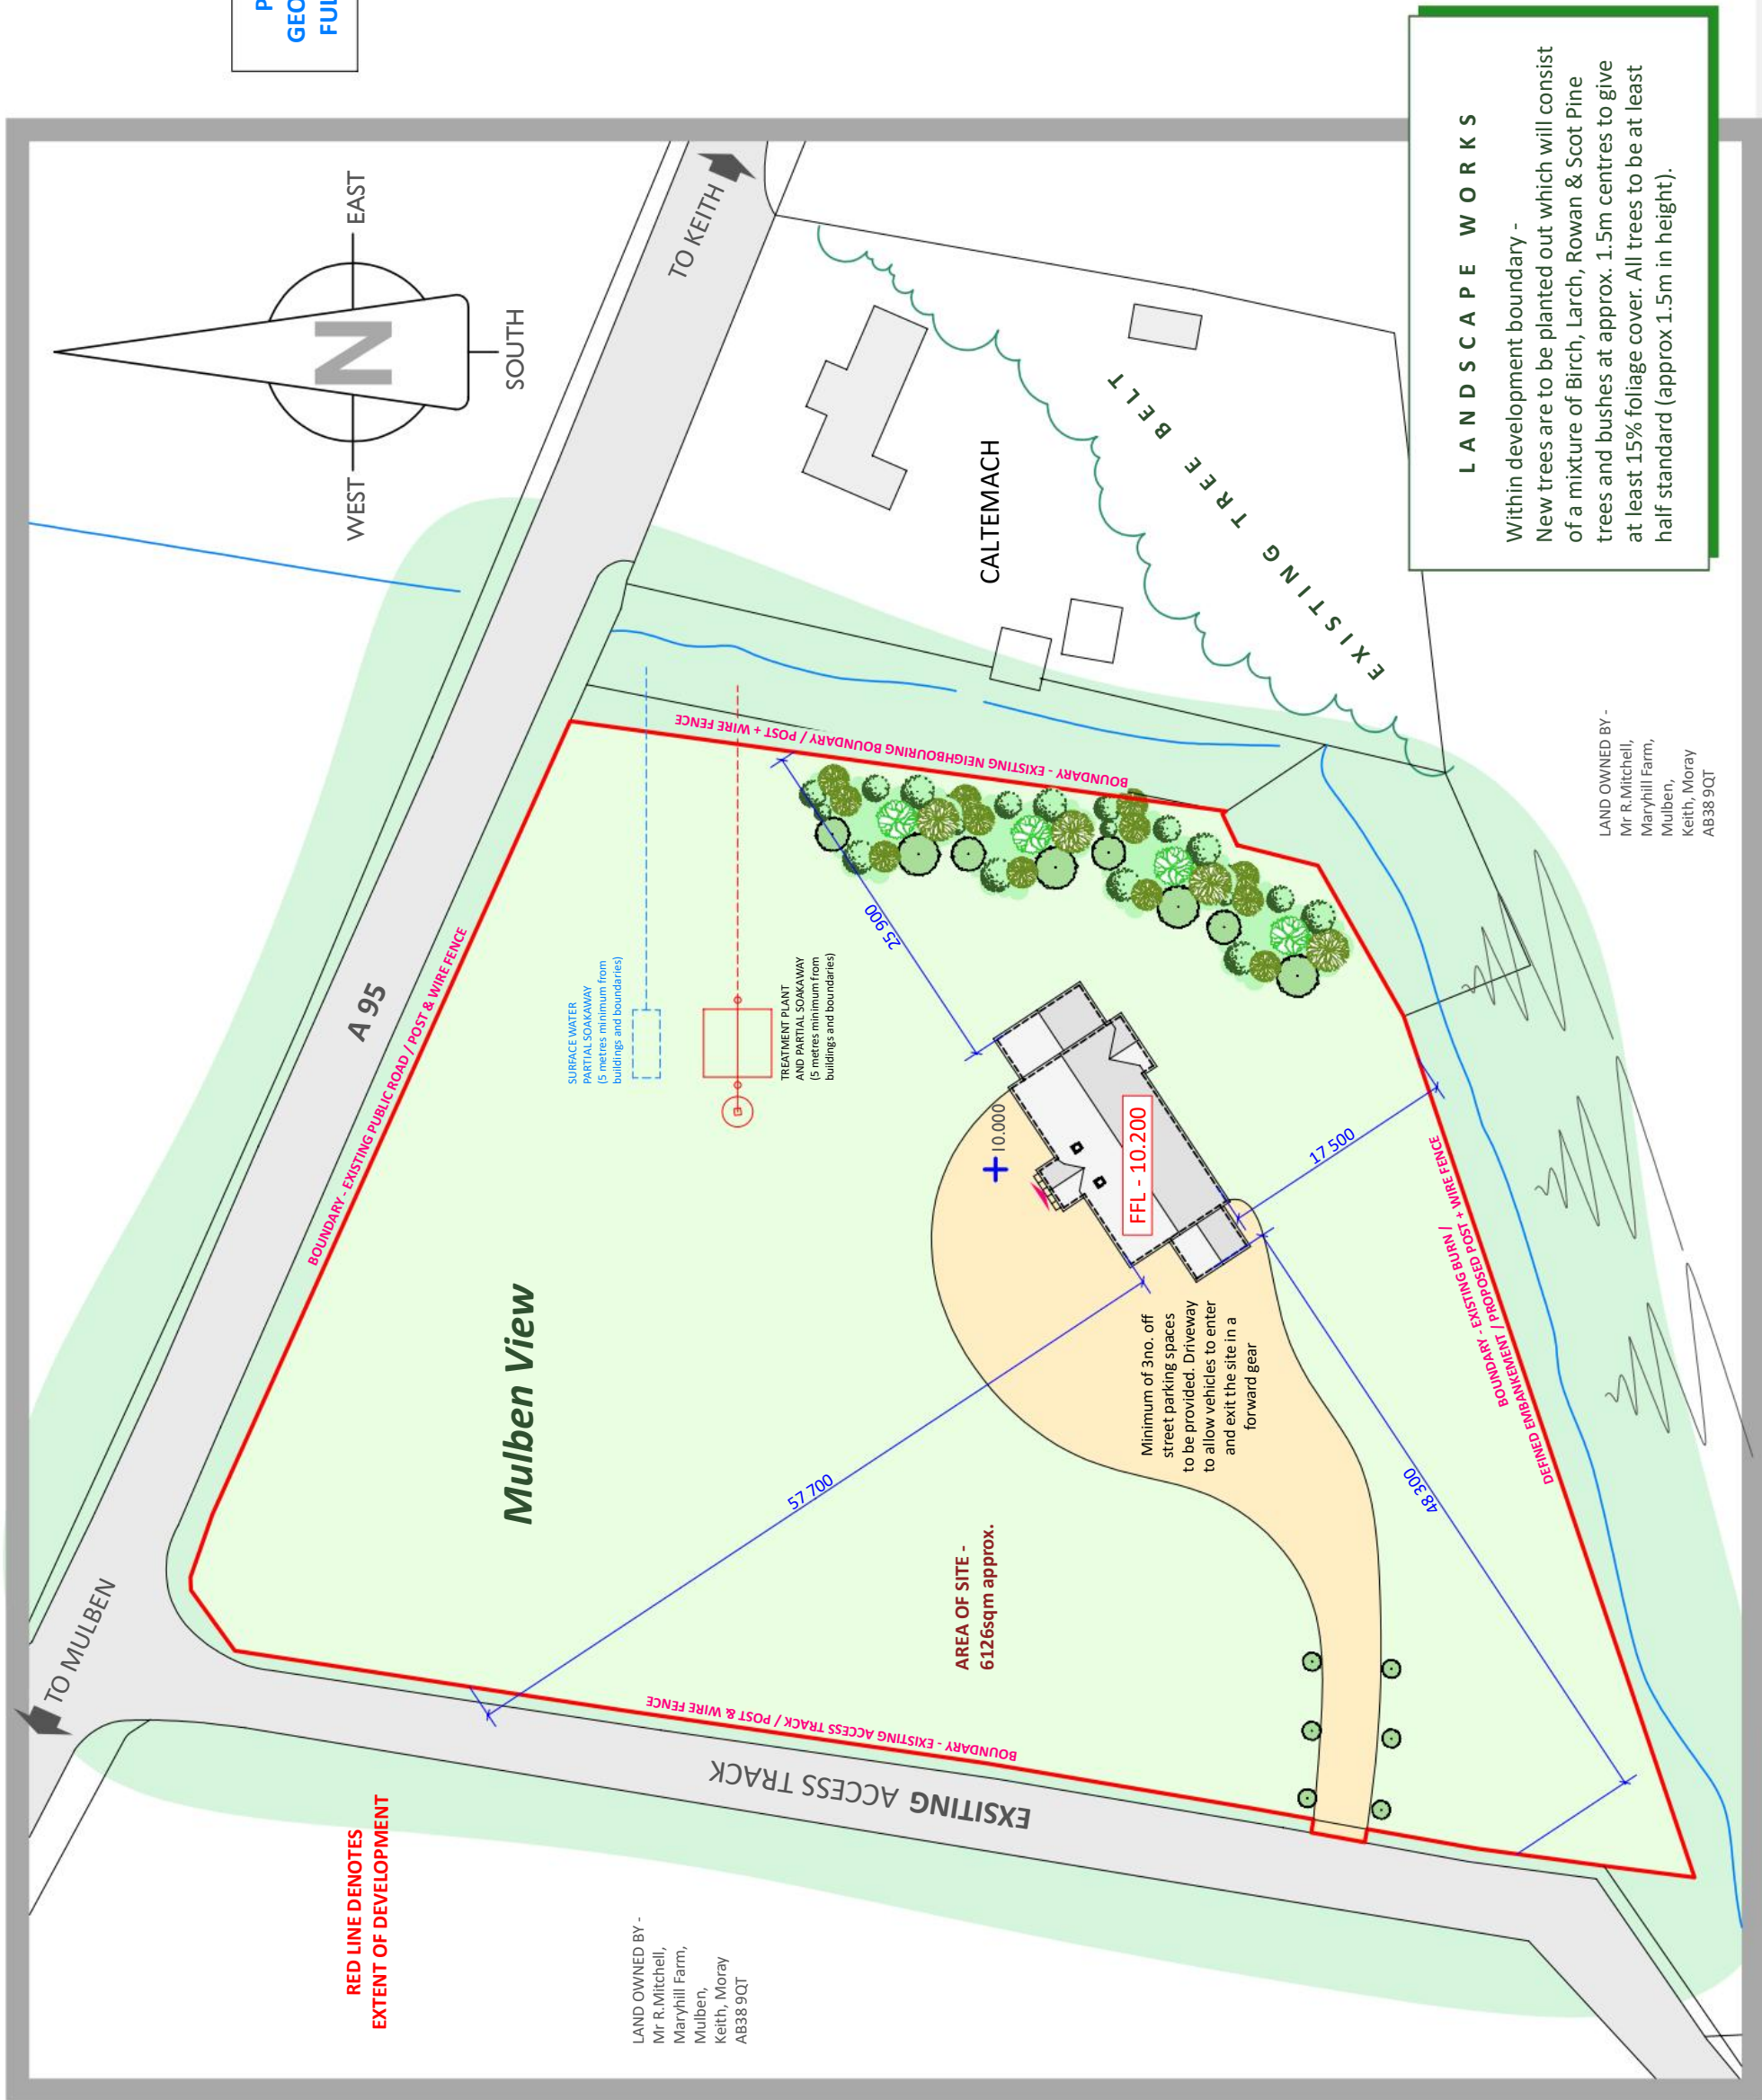 P
GEO
FUL
WEST
EAST
SOUTH
N
TO KEITH
TO MULBEN
A 95
BOUNDARY - EXISTING PUBLIC ROAD / POST & WIRE FENCE
RED LINE DENOTES
EXTENT OF DEVELOPMENT
Mulben View
SURFACE WATER
PARTIAL SOAKAWAY
(5 metres minimum from
buildings and boundaries)
TREATMENT PLANT
AND PARTIAL SOAKAWAY
(5 metres minimum from
buildings and boundaries)
BOUNDARY - EXISTING NEIGHBOURING BOUNDARY / POST + WIRE FENCE
CALTEMACH
EXISTING TREE BELT
25 900
57 700
17 500
48 300
10.000
FFL - 10.200
AREA OF SITE -
6126sqm approx.
Minimum of 3no. off
street parking spaces
to be provided. Driveway
to allow vehicles to enter
and exit the site in a
forward gear
BOUNDARY - EXISTING ACCESS TRACK / POST & WIRE FENCE
EXSITING ACCESS TRACK
BOUNDARY - EXISTING BURN /
DEFINED EMBANKEMENT / PROPOSED POST + WIRE FENCE
LAND OWNED BY -
Mr R.Mitchell,
Maryhill Farm,
Mulben,
Keith, Moray
AB38 9QT
LAND OWNED BY -
Mr R.Mitchell,
Maryhill Farm,
Mulben,
Keith, Moray
AB38 9QT
LANDSCAPE WORKS
Within development boundary -
New trees are to be planted out which will consist
of a mixture of Birch, Larch, Rowan & Scot Pine
trees and bushes at approx. 1.5m centres to give
at least 15% foliage cover. All trees to be at least
half standard (approx 1.5m in height).